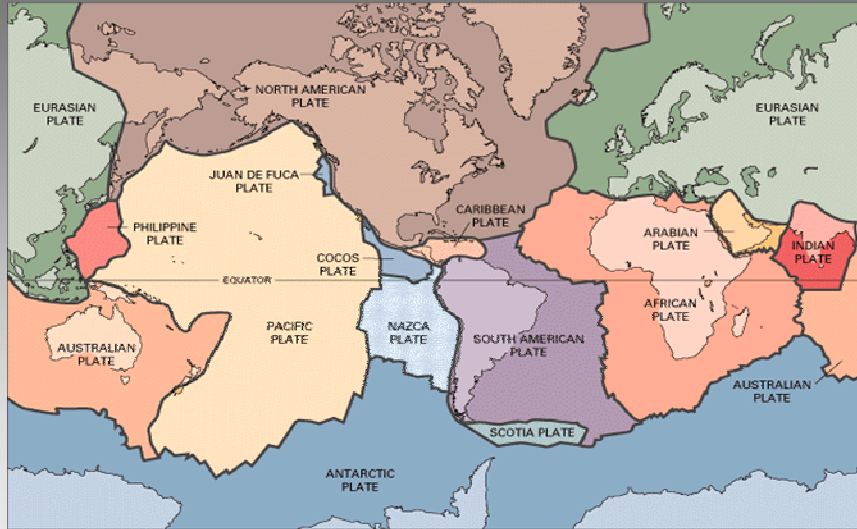 EURASIAN
PLATE
NORTH AMERICAN
PLATE
EURASIAN
PLATE
JUAN DE FUCA
PLATE
PHILIPPINE
PLATE
CARIBBEAN
PLATE
ARABIAN
PLATE
INDIAN
PLATE
COCOS
PLATE
EQUATOR
AFRICAN
PLATE
AUSTRALIAN
PLATE
PACIFIC
PLATE
NAZCA
PLATE
SOUTH AMERICAN
PLATE
AUSTRALIAN
PLATE
SCOTIA PLATE
ANTARCTIC
PLATE